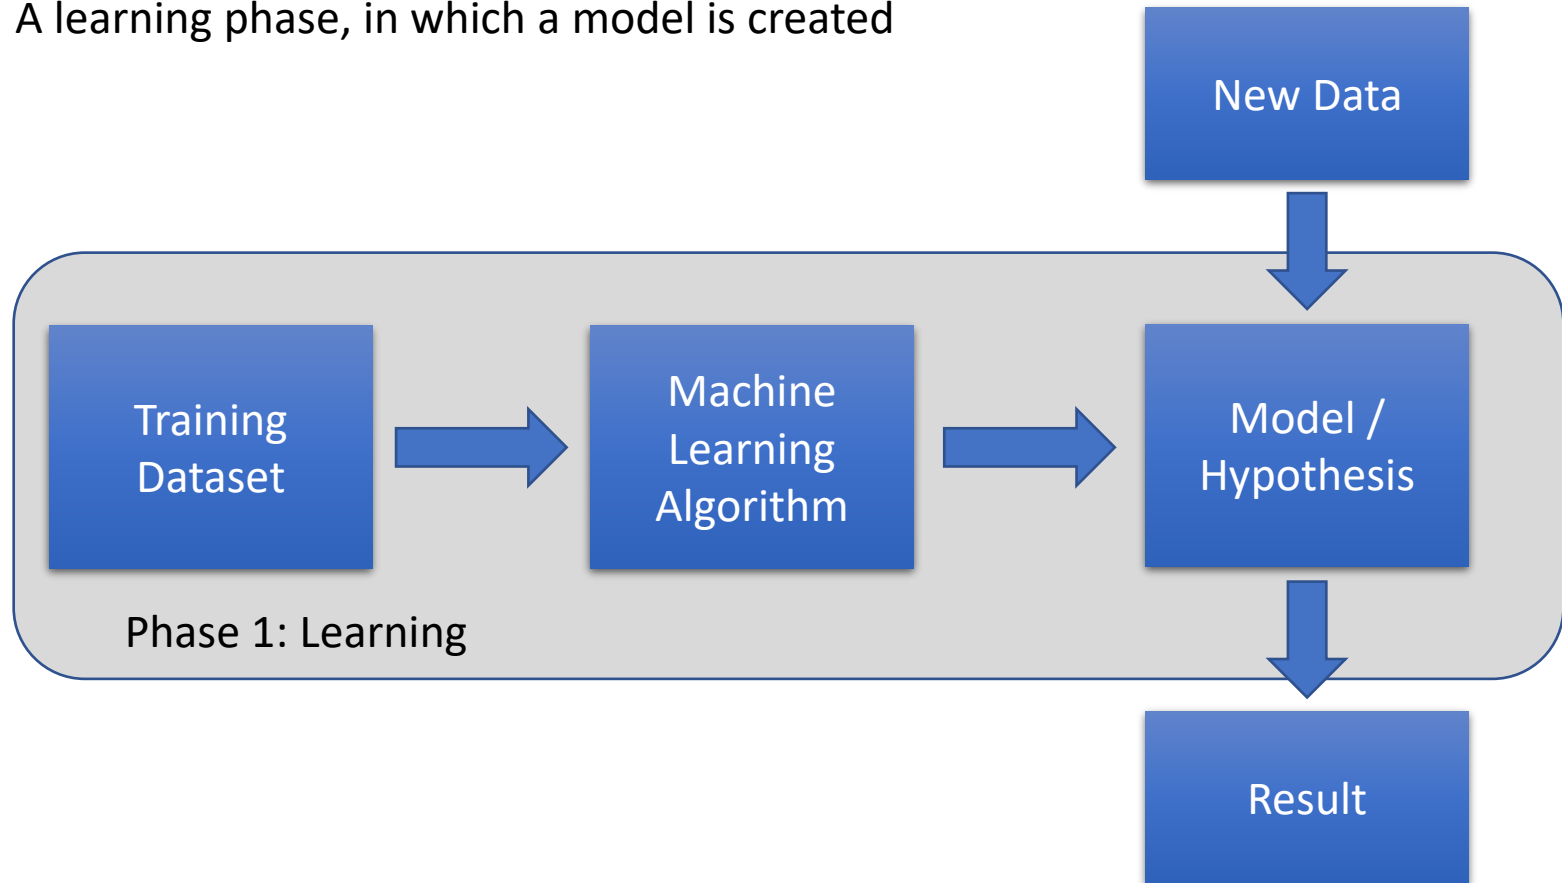 A learning phase, in which a model is created
New Data
Training
Dataset
Machine
Learning
Algorithm
Model /
Hypothesis
Phase 1: Learning
Result